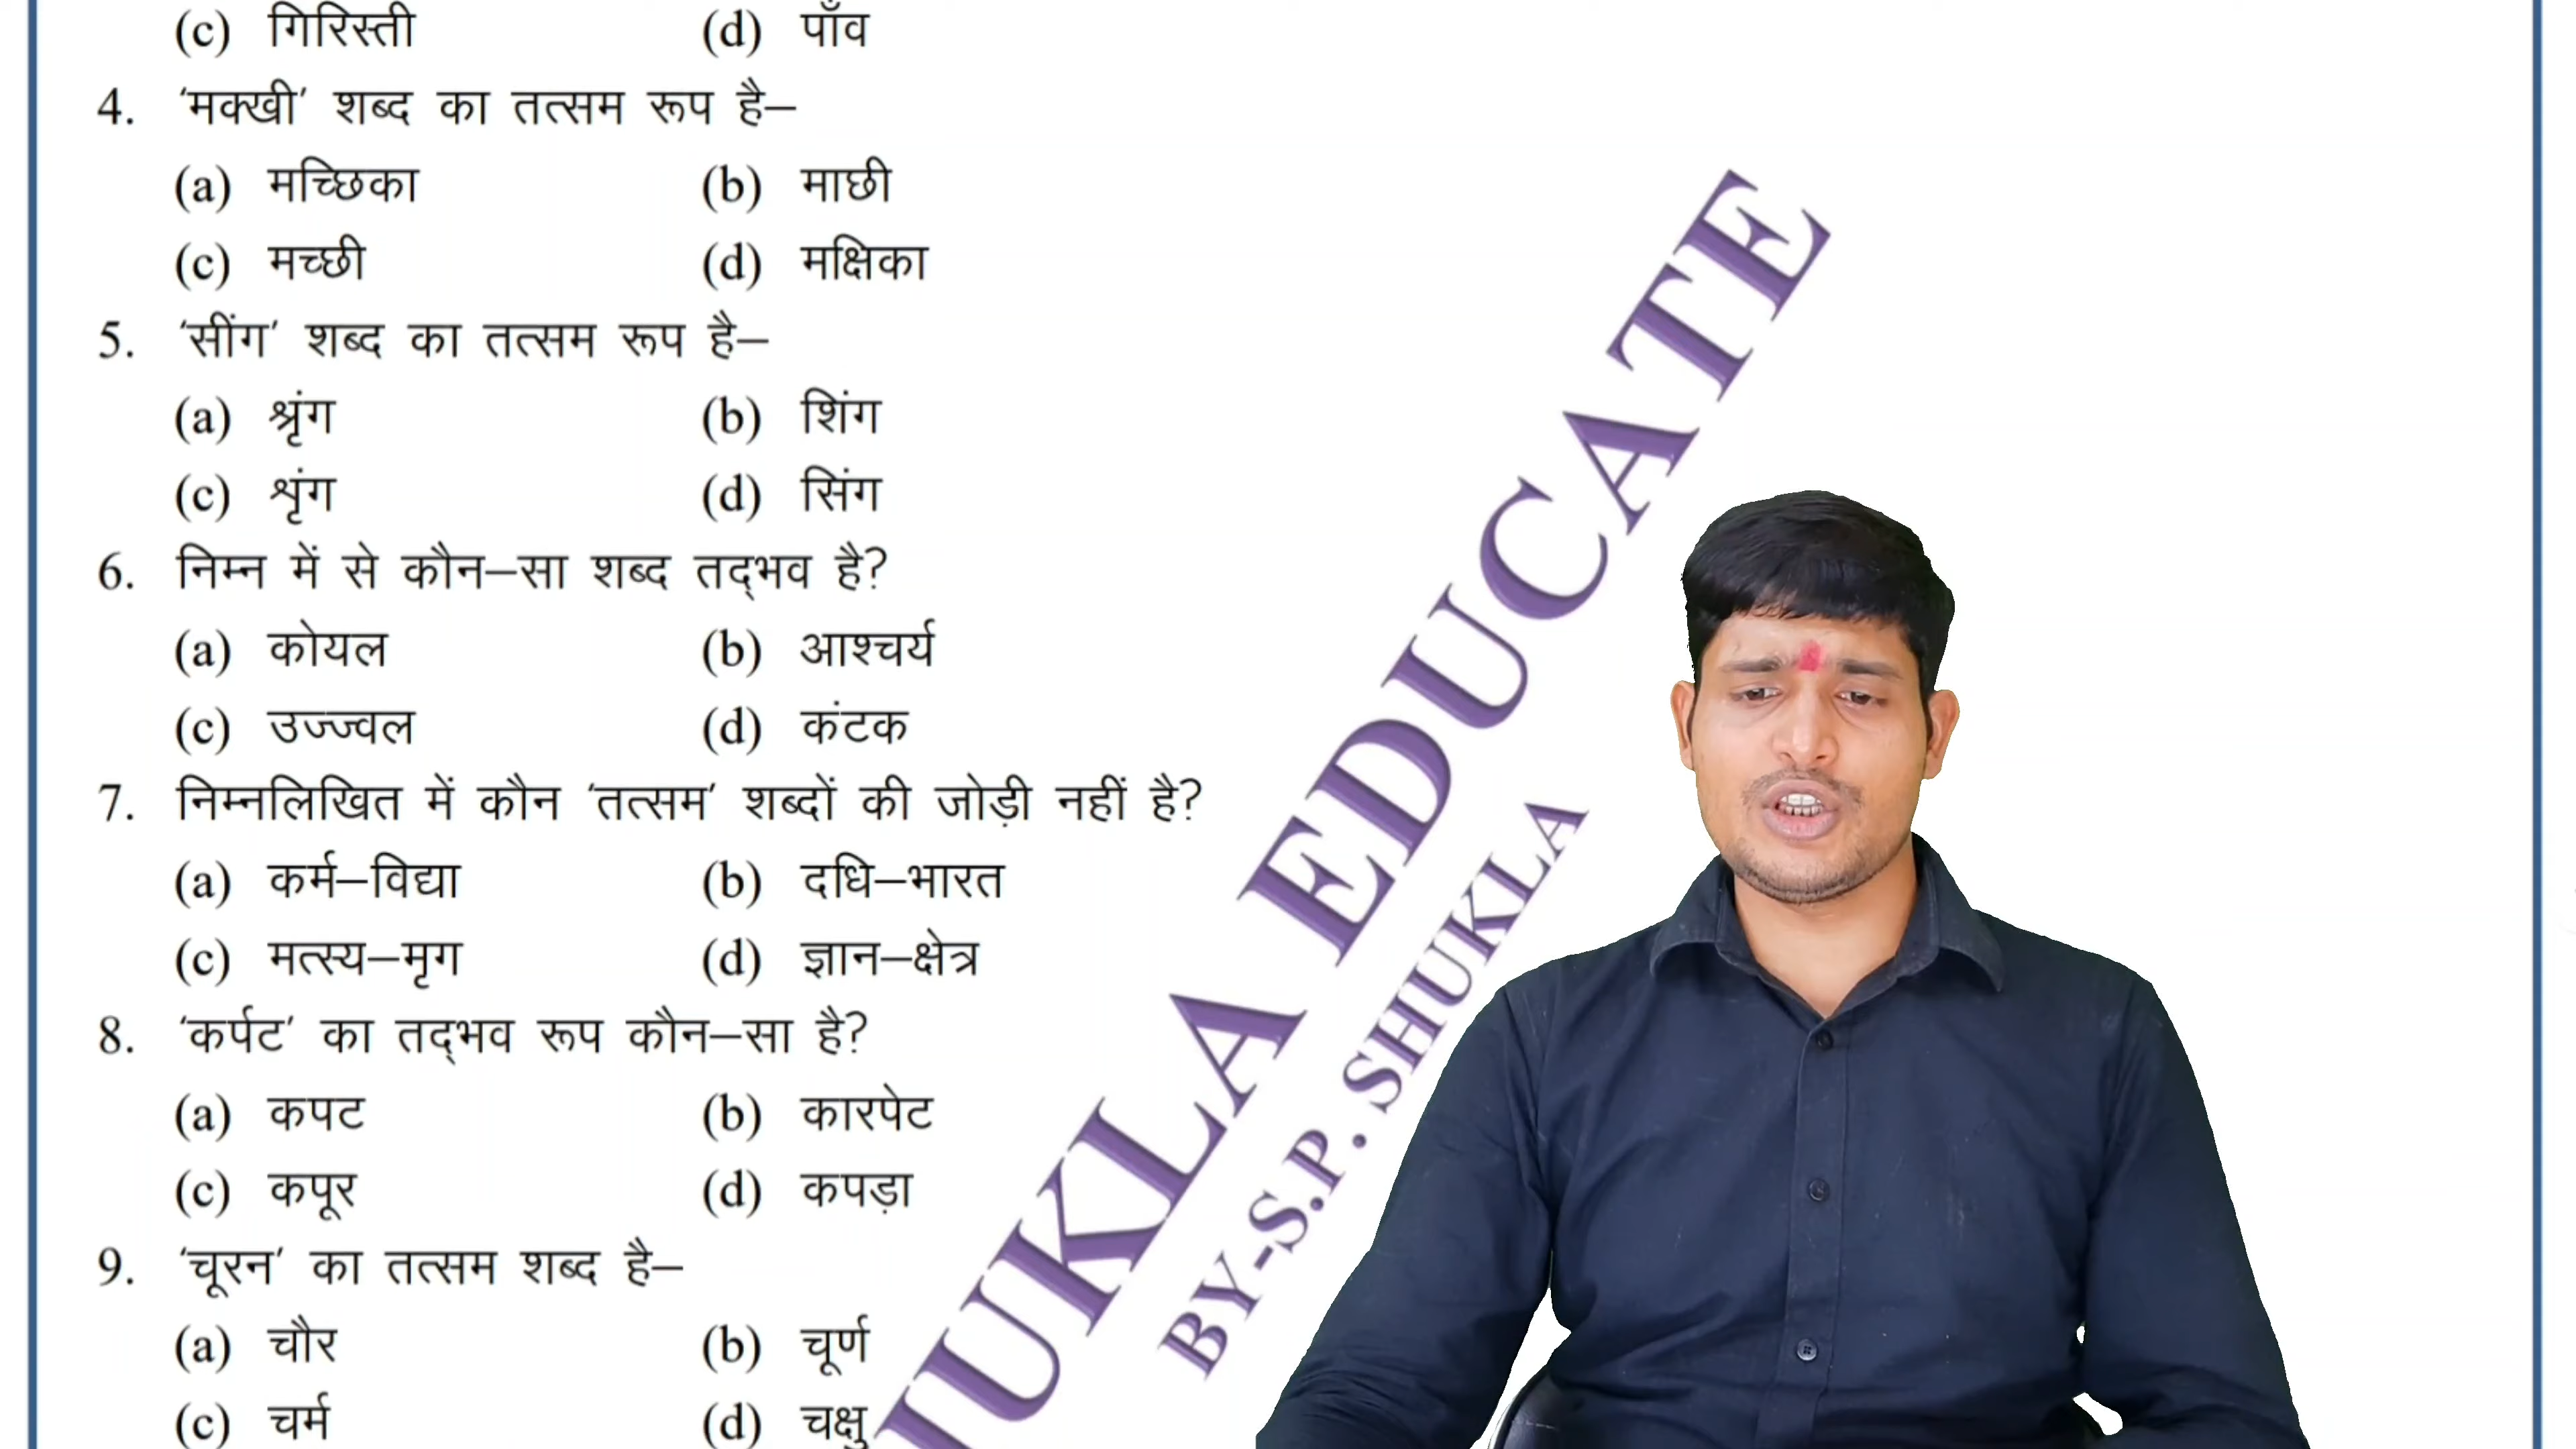 (c) गिरिस्ती (d) पाँव
4. 'मक्खी' शब्द का तत्सम रूप है–
(a) मच्छिका (b) माछी
(c) मच्छी (d) मक्षिका
5. 'सींग' शब्द का तत्सम रूप है–
(a) श्रृंग (b) शिंग
(c) शृंग (d) सिंग
6. निम्न में से कौन–सा शब्द तद्भव है?
(a) कोयल (b) आश्चर्य
(c) उज्ज्वल (d) कंटक
7. निम्नलिखित में कौन 'तत्सम' शब्दों की जोड़ी नहीं है?
(a) कर्म–विद्या (b) दधि–भारत
(c) मत्स्य–मृग (d) ज्ञान–क्षेत्र
8. 'कर्पट' का तद्भव रूप कौन–सा है?
(a) कपट (b) कारपेट
(c) कपूर (d) कपड़ा
9. 'चूरन' का तत्सम शब्द है–
(a) चौर (b) चूर्ण
(c) चर्म (d) चक्षु
UKLA EDUCATE
BY-S.P. SHUKLA